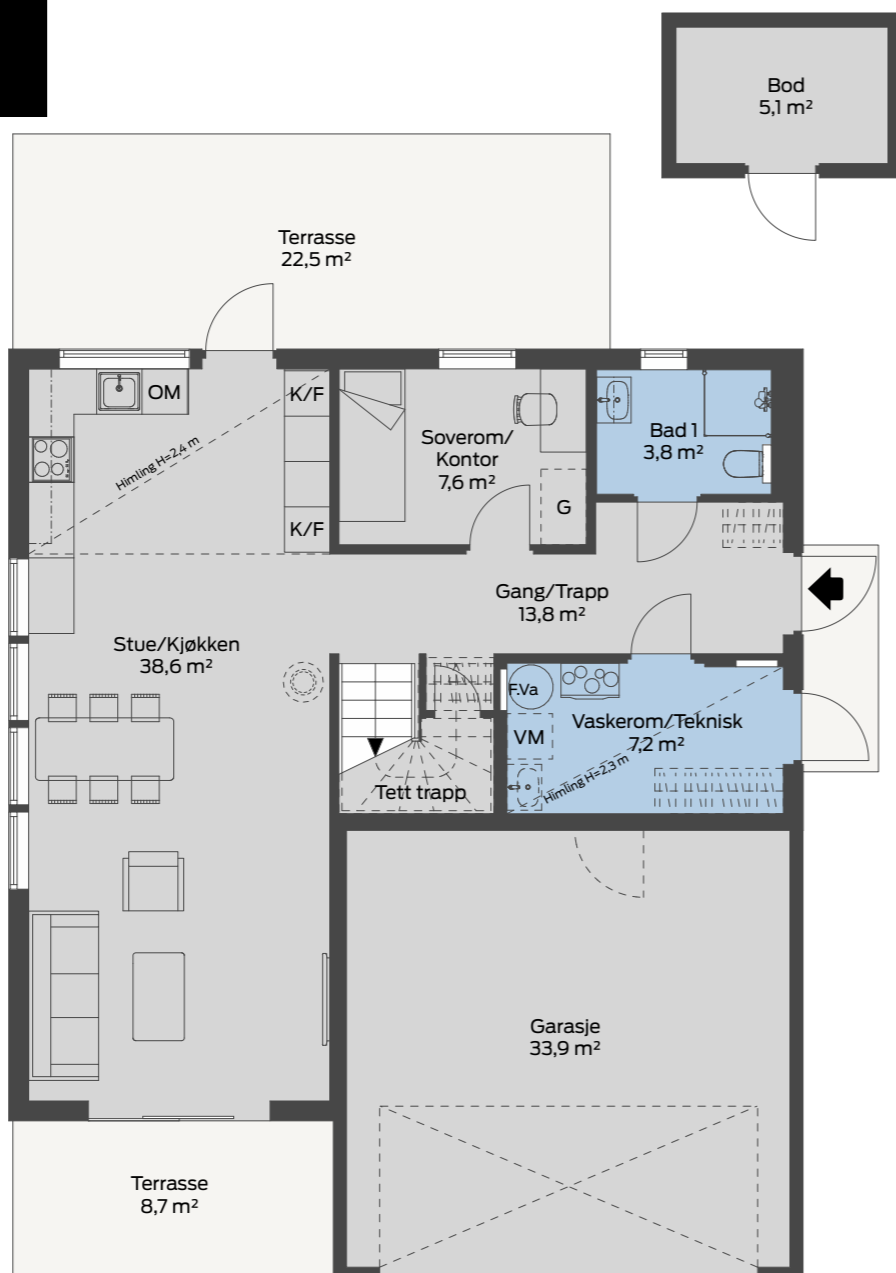 Bod
5,1 m²
Terrasse
22,5 m²
OM
K/F
Himling H=2,4 m
K/F
Soverom/
Kontor
7,6 m²
G
Bad 1
3,8 m²
Gang/Trapp
13,8 m²
Stue/Kjøkken
38,6 m²
F.Va
VM
Vaskerom/Teknisk
7,2 m²
Himling H=2,3 m
Tett trapp
Garasje
33,9 m²
Terrasse
8,7 m²